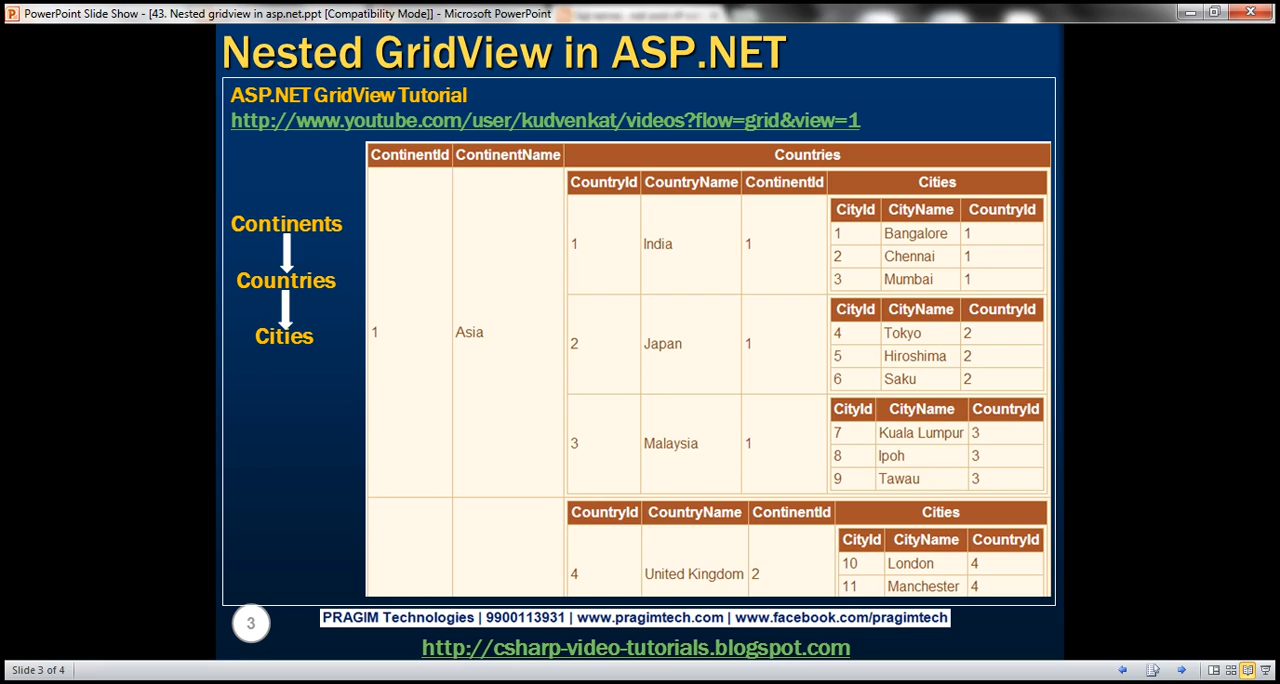 PowerPoint Slide Show - [43. Nested gridview in asp.net.ppt [Compatibility Mode]] - Microsoft PowerPoint
Nested GridView in ASP.NET
ASP.NET GridView Tutorial
http://www.youtube.com/user/kudvenkat/videos?flow=grid&view=1
Continents
Countries
Cities
ContinentId ContinentName Countries
CountryId CountryName ContinentId Cities
CityId CityName CountryId
1 Bangalore 1
1 India 1
2 Chennai 1
3 Mumbai 1
CityId CityName CountryId
1 Asia
4 Tokyo 2
2 Japan 1
5 Hiroshima 2
6 Saku 2
CityId CityName CountryId
7 Kuala Lumpur 3
3 Malaysia 1
8 Ipoh 3
9 Tawau 3
CountryId CountryName ContinentId Cities
CityId CityName CountryId
10 London 4
4 United Kingdom 2
11 Manchester 4
3
PRAGIM Technologies | 9900113931 | www.pragimtech.com | www.facebook.com/pragimtech
http://csharp-video-tutorials.blogspot.com
Slide 3 of 4